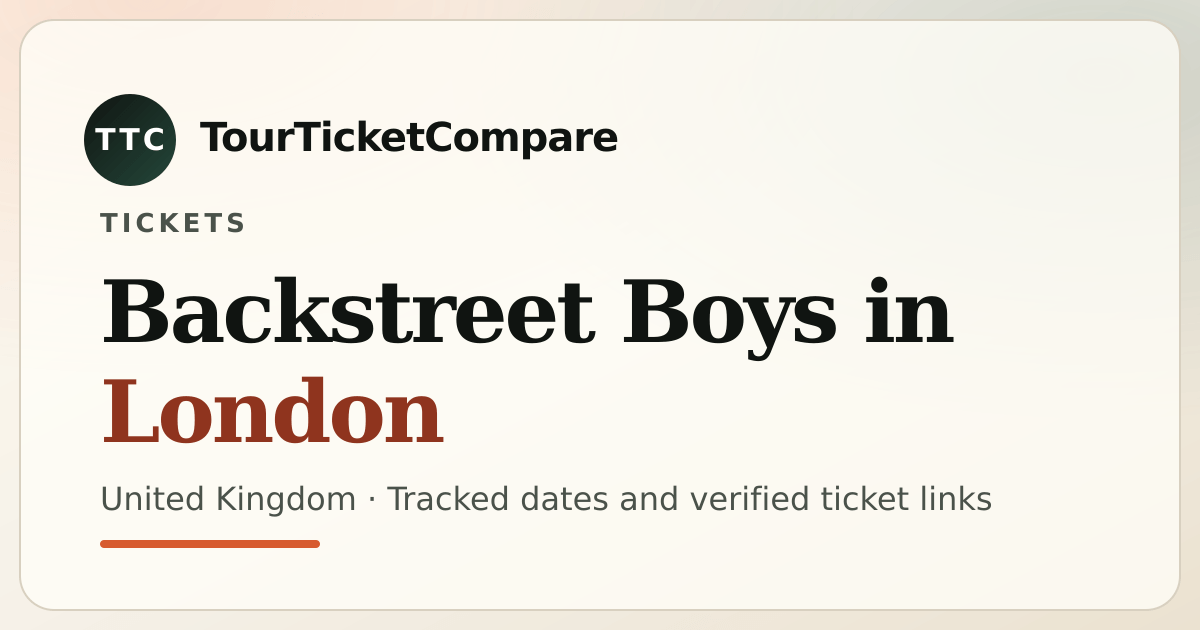 TTC TourTicketCompare
TICKETS
Backstreet Boys in
London
United Kingdom · Tracked dates and verified ticket links